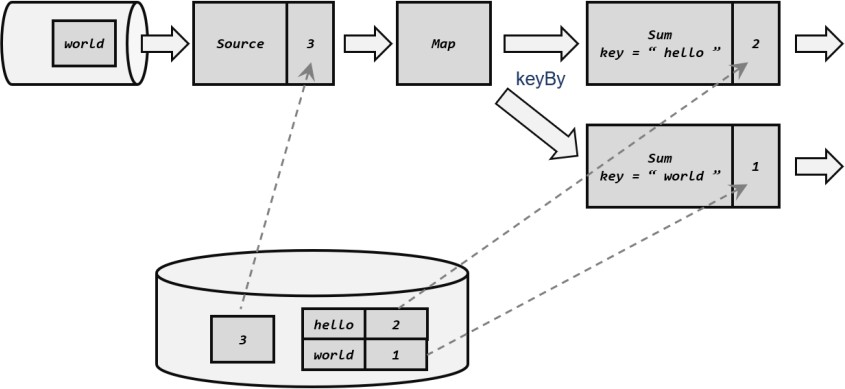 world
Source
3
Map
Sum
key = “ hello ”
2
keyBy
Sum
key = “ world ”
1
3
hello
2
world
1